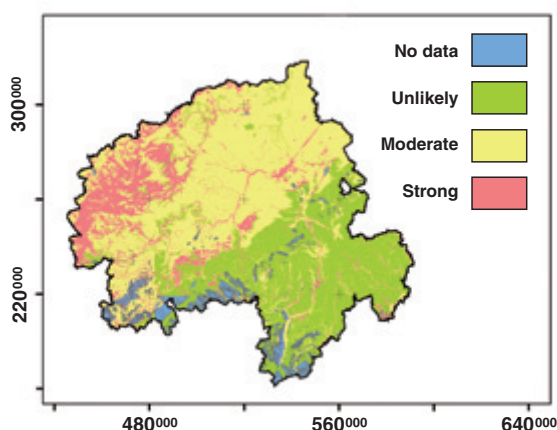 No data
Unlikely
Moderate
Strong
300000
220000
480000
560000
640000